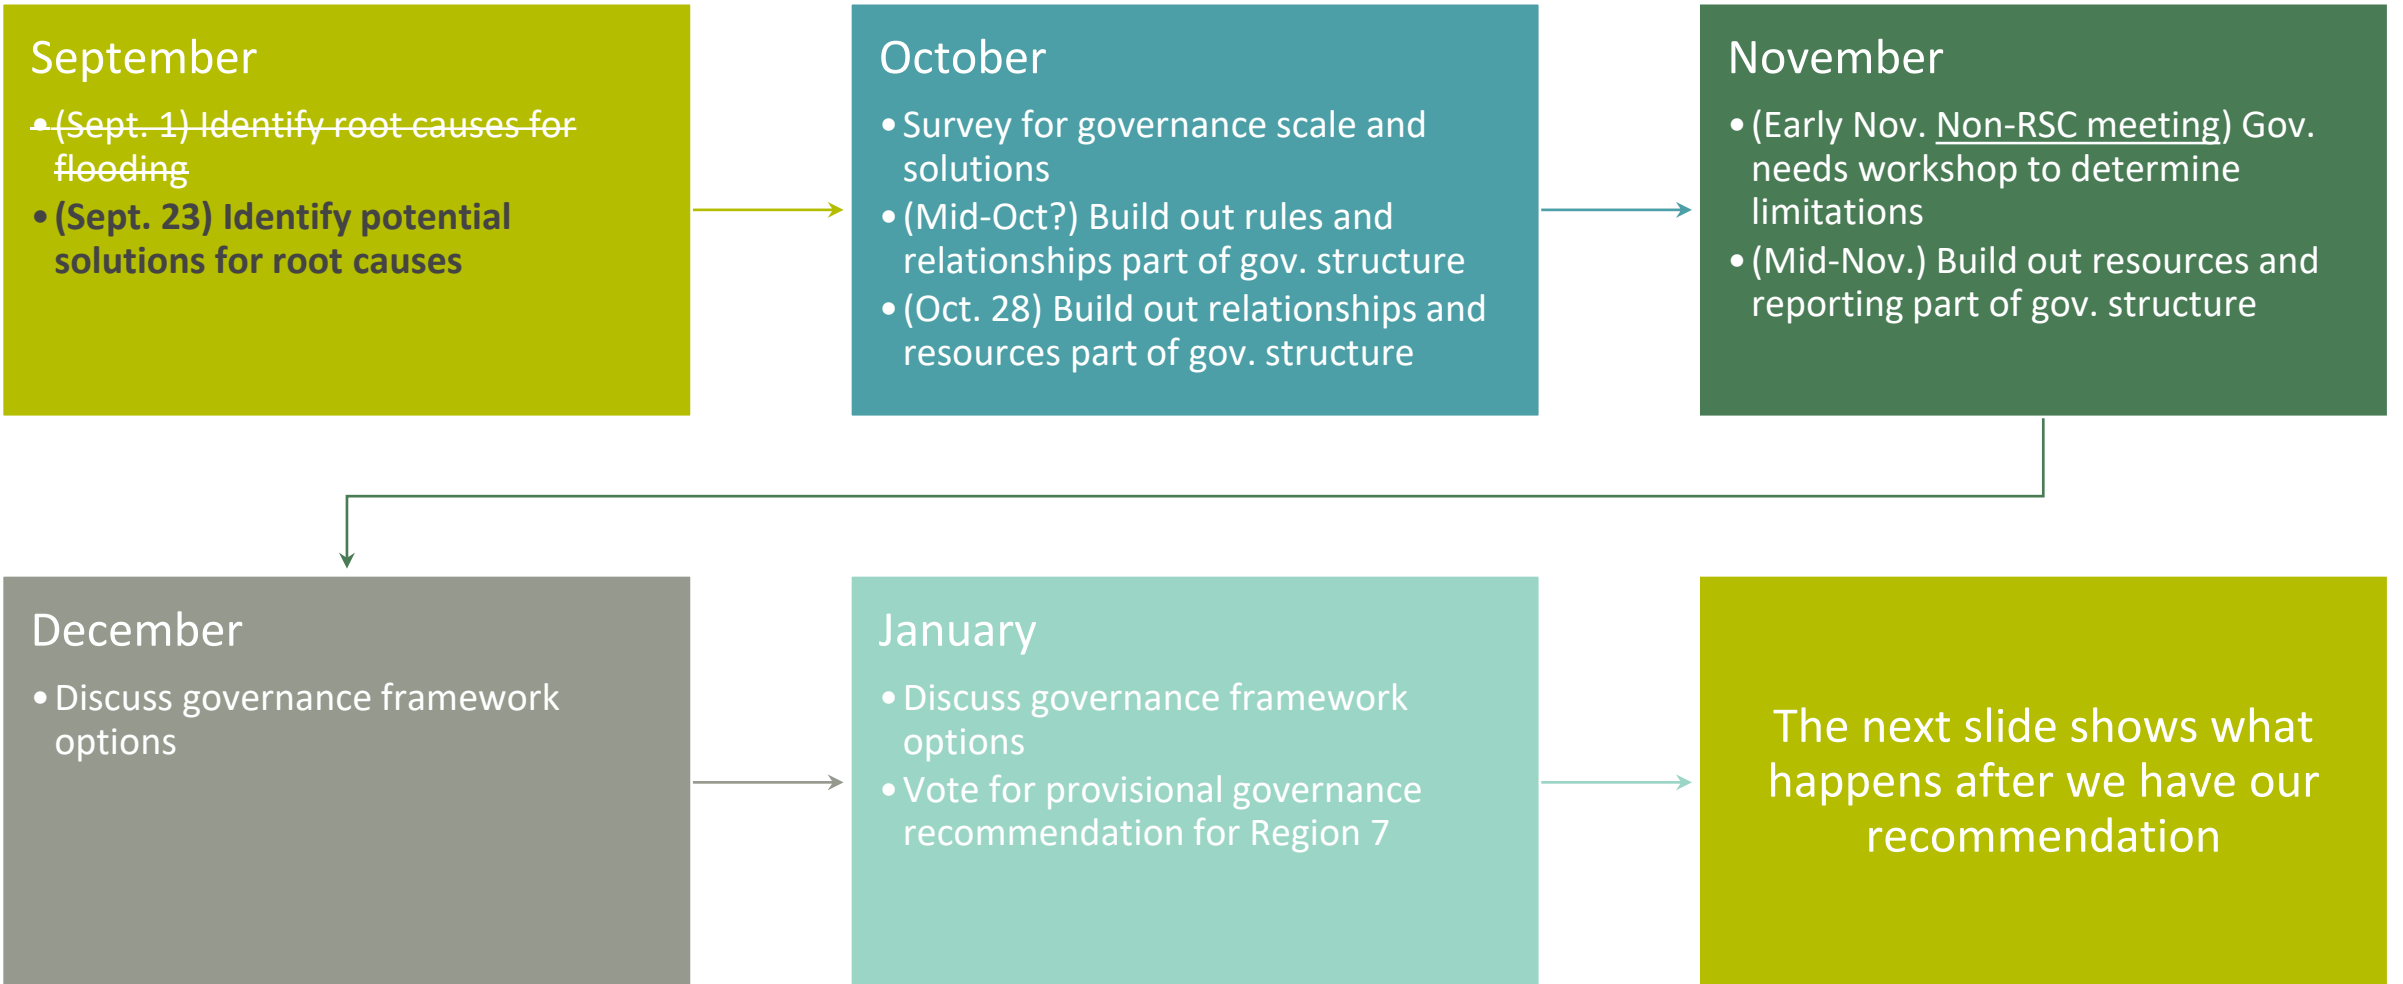 September
•(Sept. 1) Identify root causes for
flooding
•(Sept. 23) Identify potential
solutions for root causes
October
•Survey for governance scale and
solutions
•(Mid-Oct?) Build out rules and
relationships part of gov. structure
•(Oct. 28) Build out relationships and
resources part of gov. structure
November
•(Early Nov. Non-RSC meeting) Gov.
needs workshop to determine
limitations
•(Mid-Nov.) Build out resources and
reporting part of gov. structure
December
•Discuss governance framework
options
January
•Discuss governance framework
options
•Vote for provisional governance
recommendation for Region 7
The next slide shows what
happens after we have our
recommendation